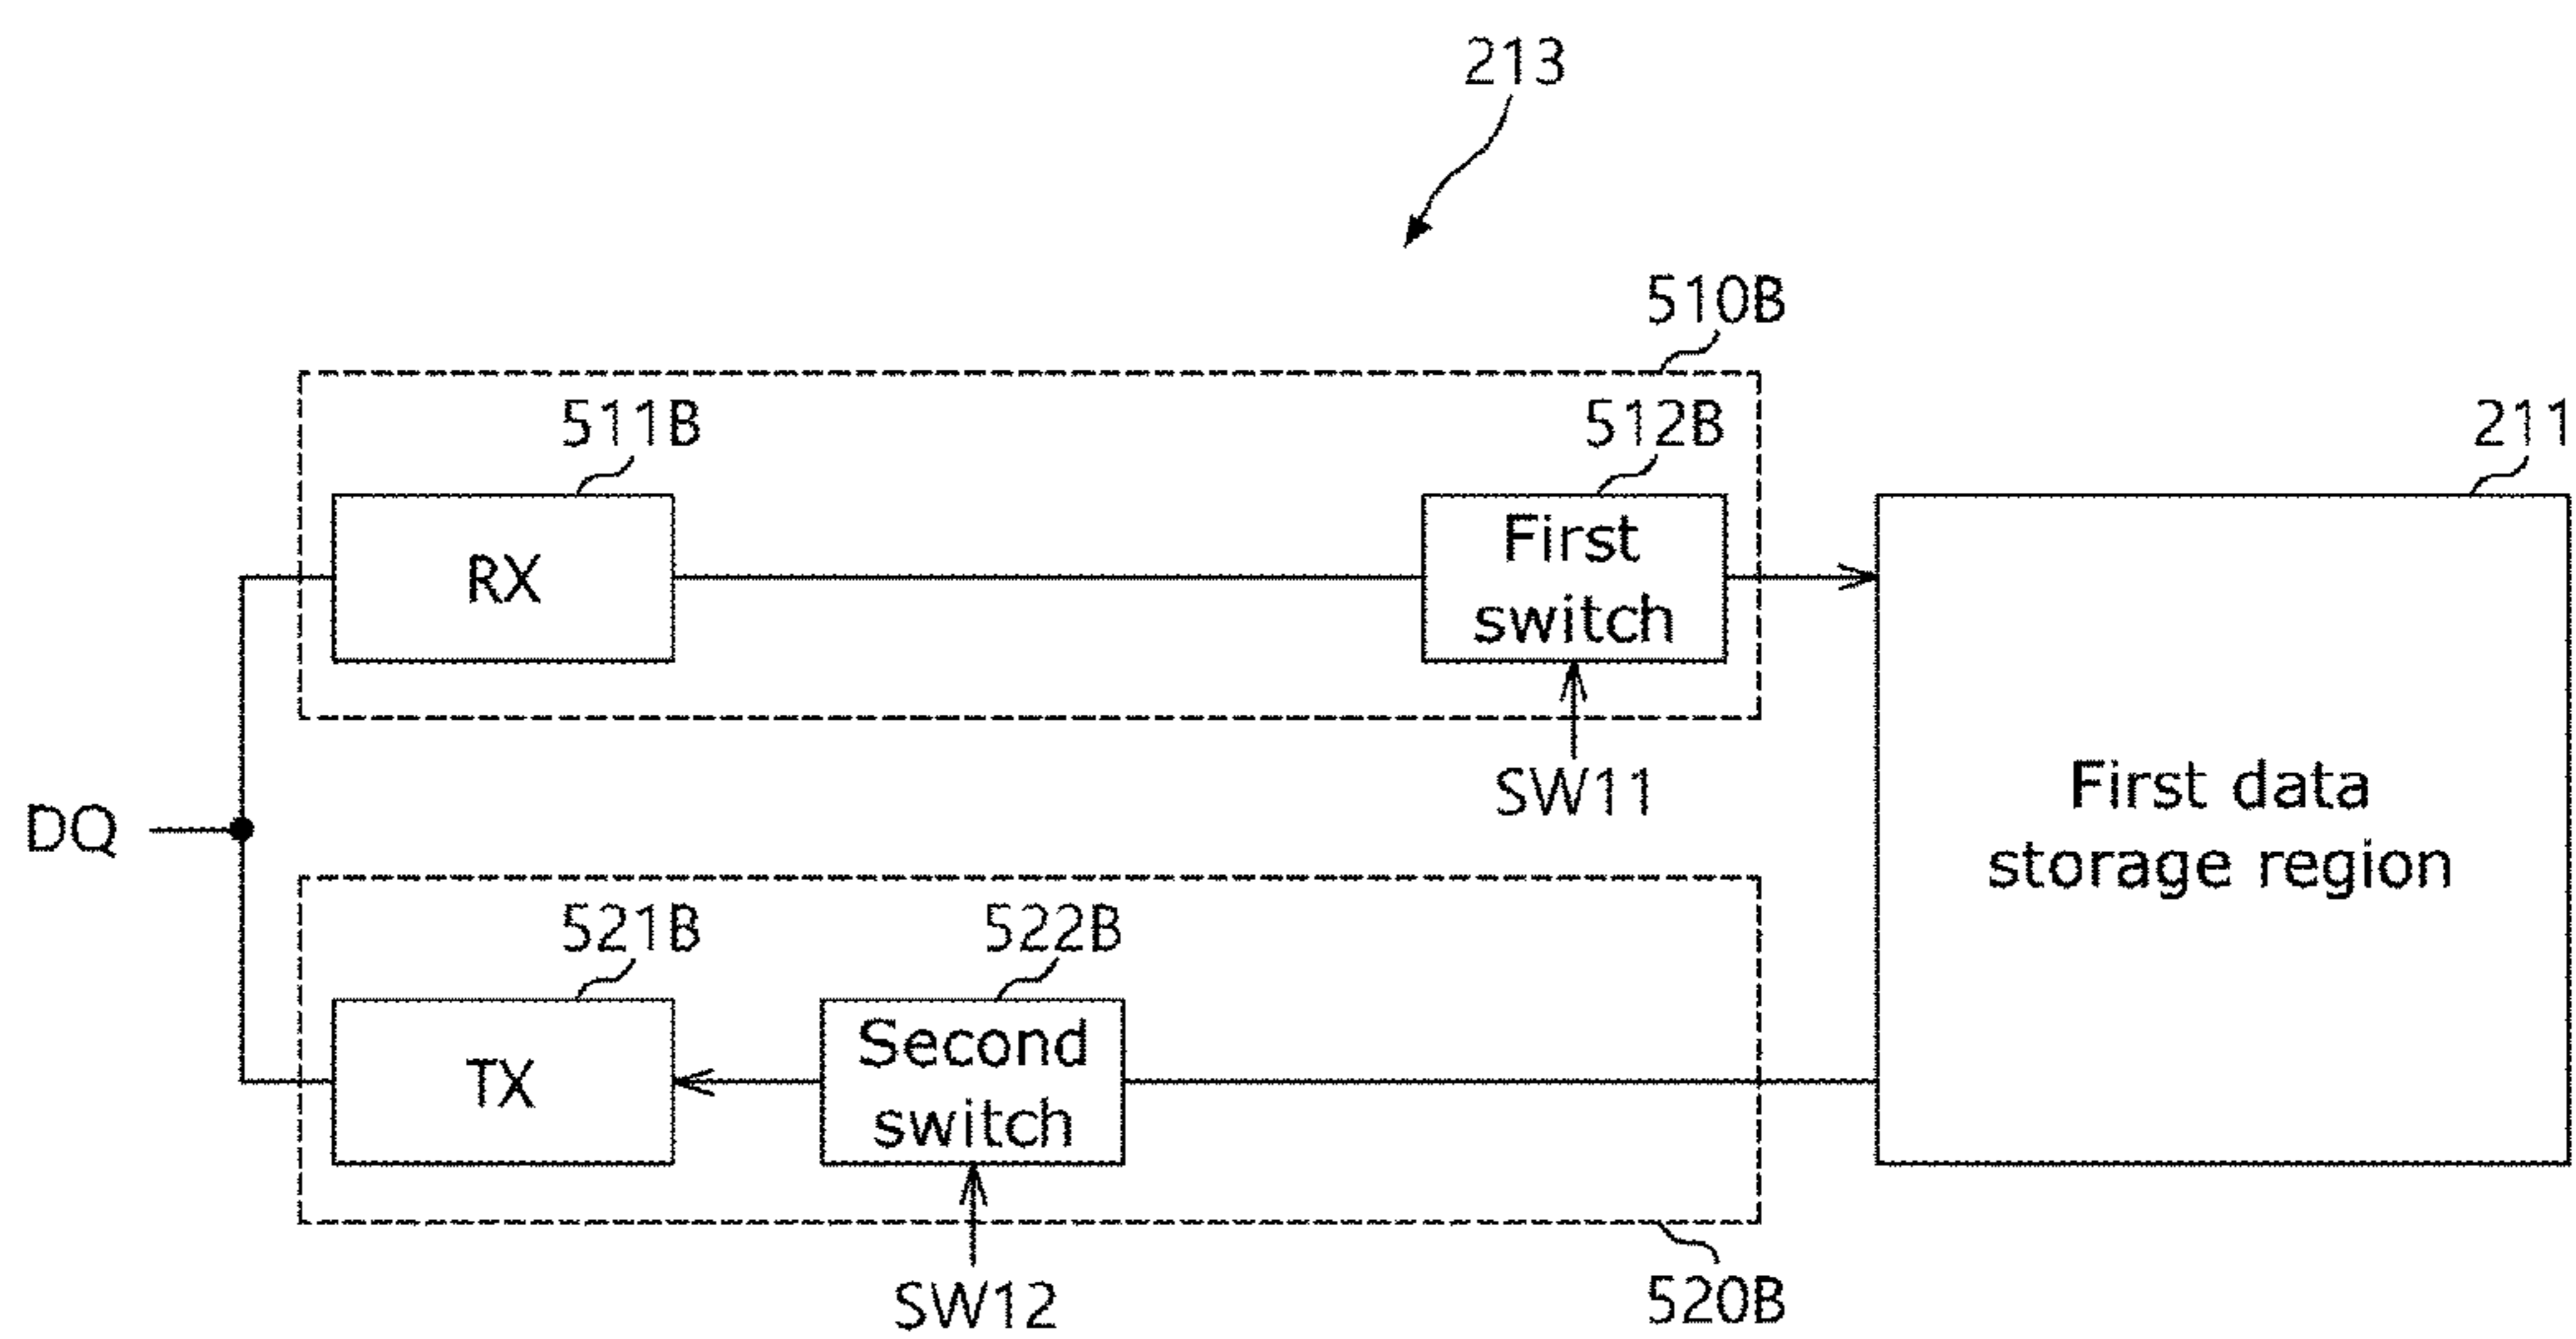 213
510B
511B
512B
211
RX
First
switch
SW11
DQ
First data
storage region
521B
522B
TX
Second
switch
SW12
520B